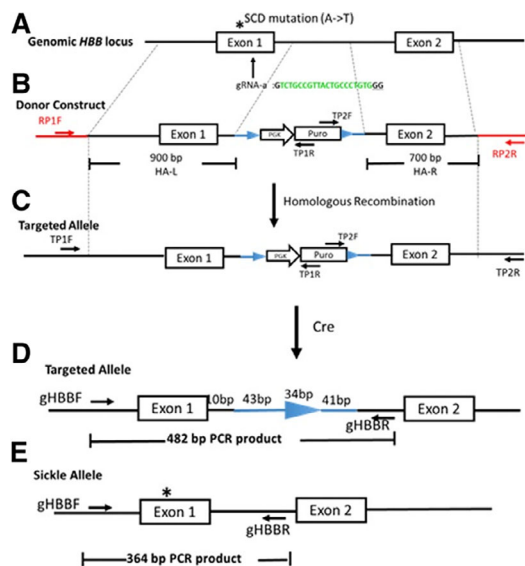 A
SCD mutation (A->T)
*
Genomic HBB locus
Exon 1
Exon 2
gRNA-a :GTCTGCCGTTACTGCCCTGTGGG
B
Donor Construct
RP1F
Exon 1
PGK
Puro
TP2F
TP1R
Exon 2
RP2R
900 bp
HA-L
700 bp
HA-R
Homologous Recombination
C
Targeted Allele
TP1F
Exon 1
PGK
Puro
TP2F
TP1R
Exon 2
TP2R
Cre
D
Targeted Allele
gHBBF
Exon 1
10bp
43bp
34bp
41bp
gHBBR
Exon 2
482 bp PCR product
E
Sickle Allele
gHBBF
*
Exon 1
gHBBR
Exon 2
364 bp PCR product